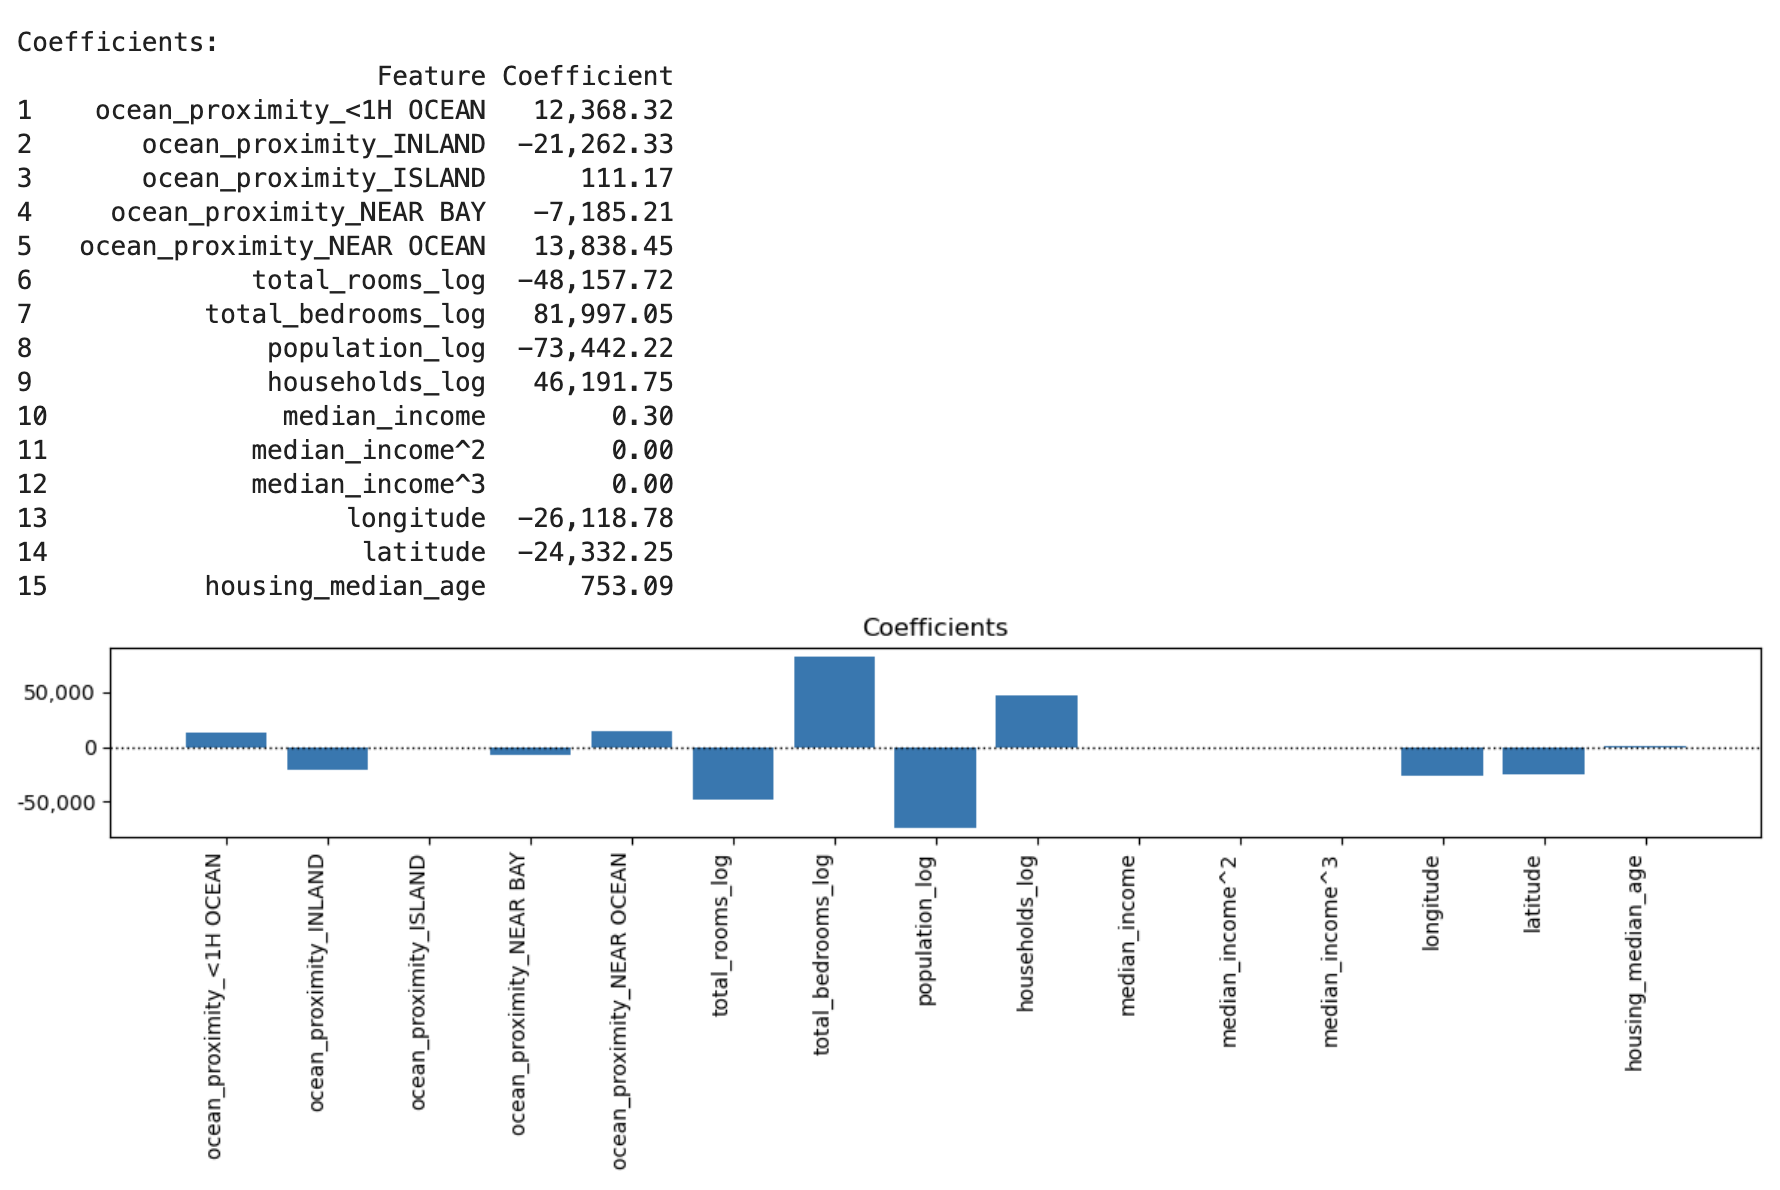 Coefficients:
Feature Coefficient
1 ocean_proximity_<1H OCEAN 12,368.32
2 ocean_proximity_INLAND -21,262.33
3 ocean_proximity_ISLAND 111.17
4 ocean_proximity_NEAR BAY -7,185.21
5 ocean_proximity_NEAR OCEAN 13,838.45
6 total_rooms_log -48,157.72
7 total_bedrooms_log 81,997.05
8 population_log -73,442.22
9 households_log 46,191.75
10 median_income 0.30
11 median_income^2 0.00
12 median_income^3 0.00
13 longitude -26,118.78
14 latitude -24,332.25
15 housing_median_age 753.09
Coefficients
50,000
0
-50,000
ocean_proximity_<1H OCEAN
ocean_proximity_INLAND
ocean_proximity_ISLAND
ocean_proximity_NEAR BAY
ocean_proximity_NEAR OCEAN
total_rooms_log
total_bedrooms_log
population_log
households_log
median_income
median_income^2
median_income^3
longitude
latitude
housing_median_age